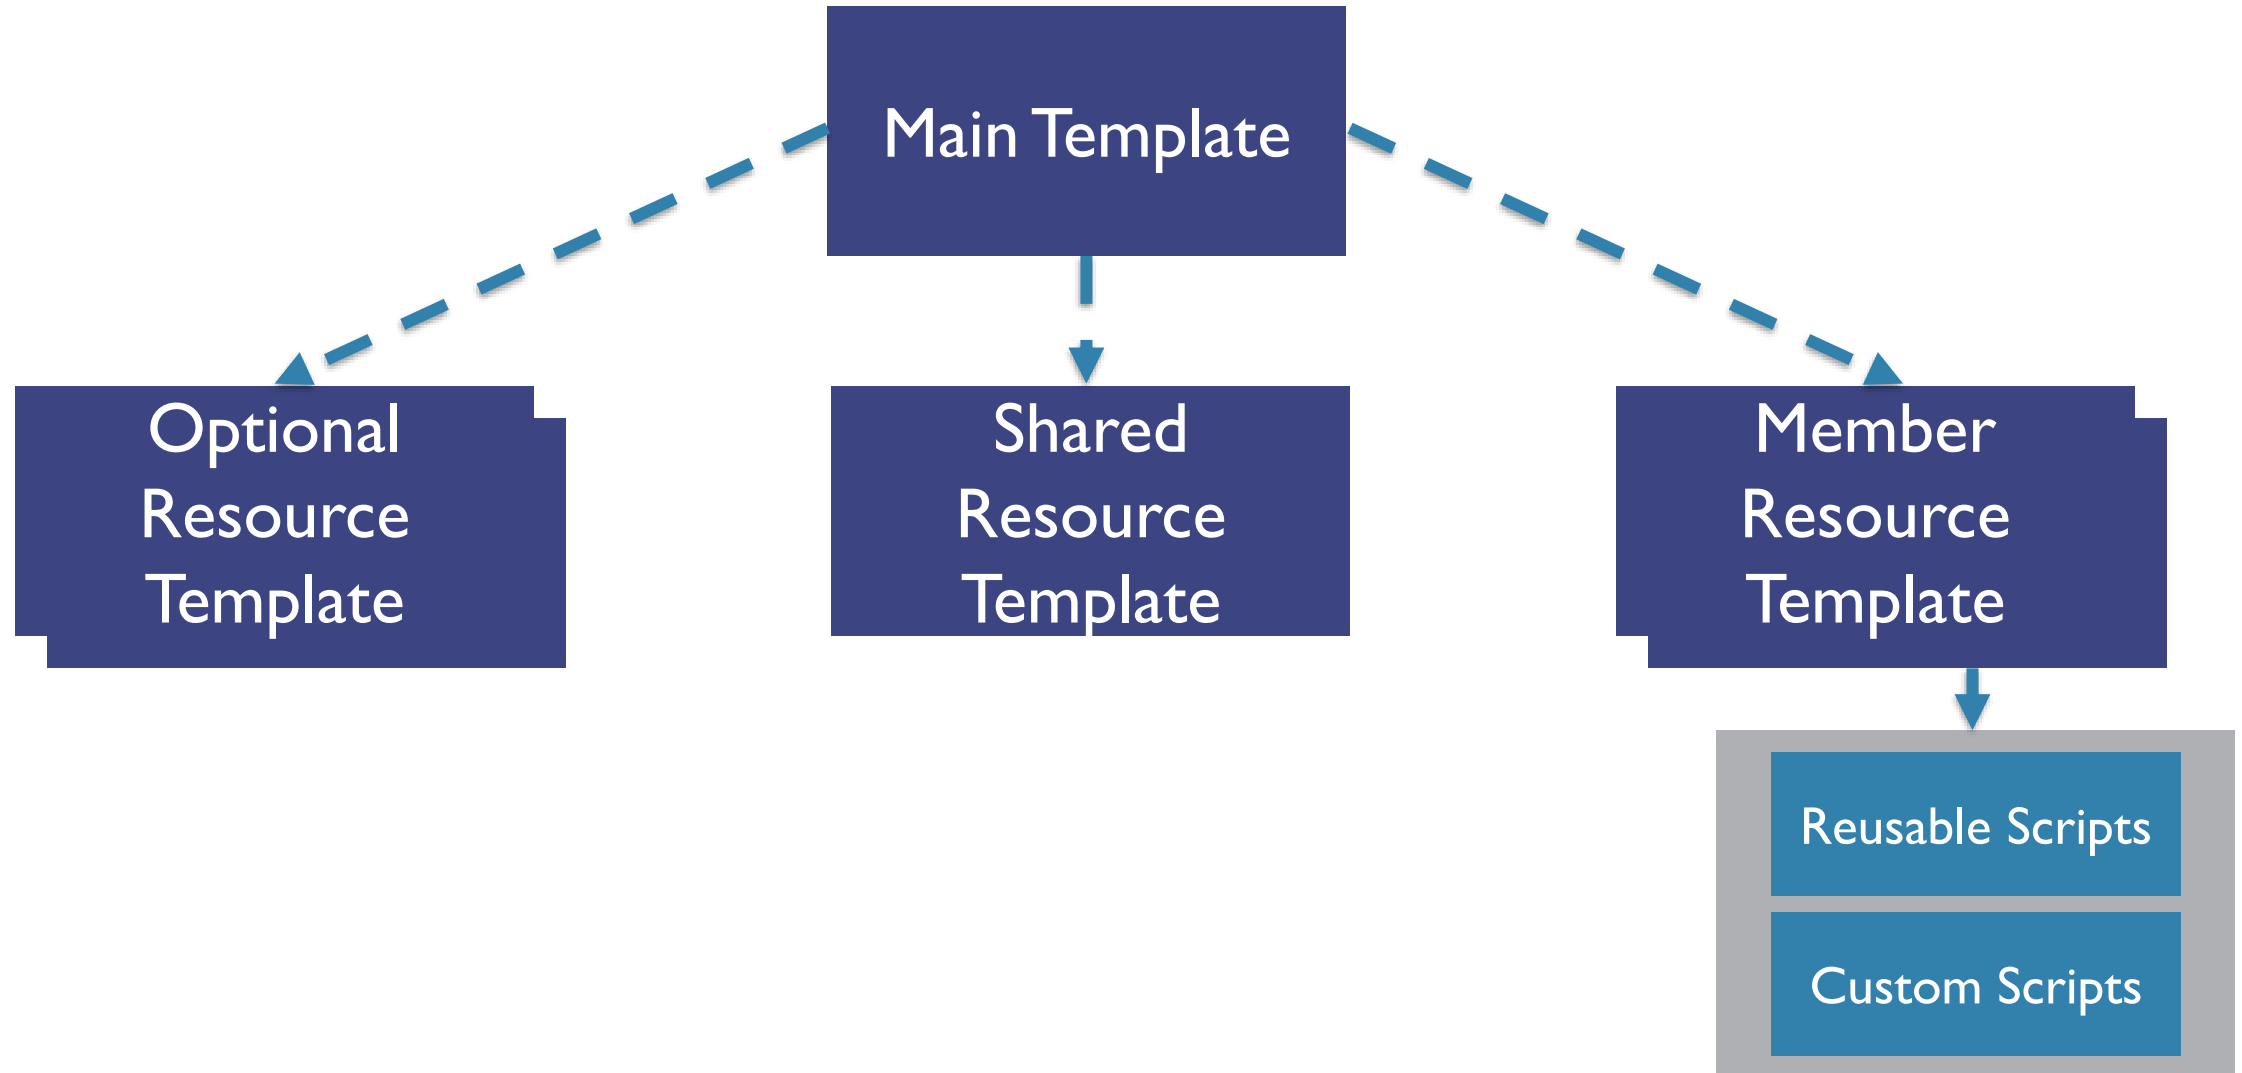 Main Template
Optional
Resource
Template
Shared
Resource
Template
Member
Resource
Template
Reusable Scripts
Custom Scripts